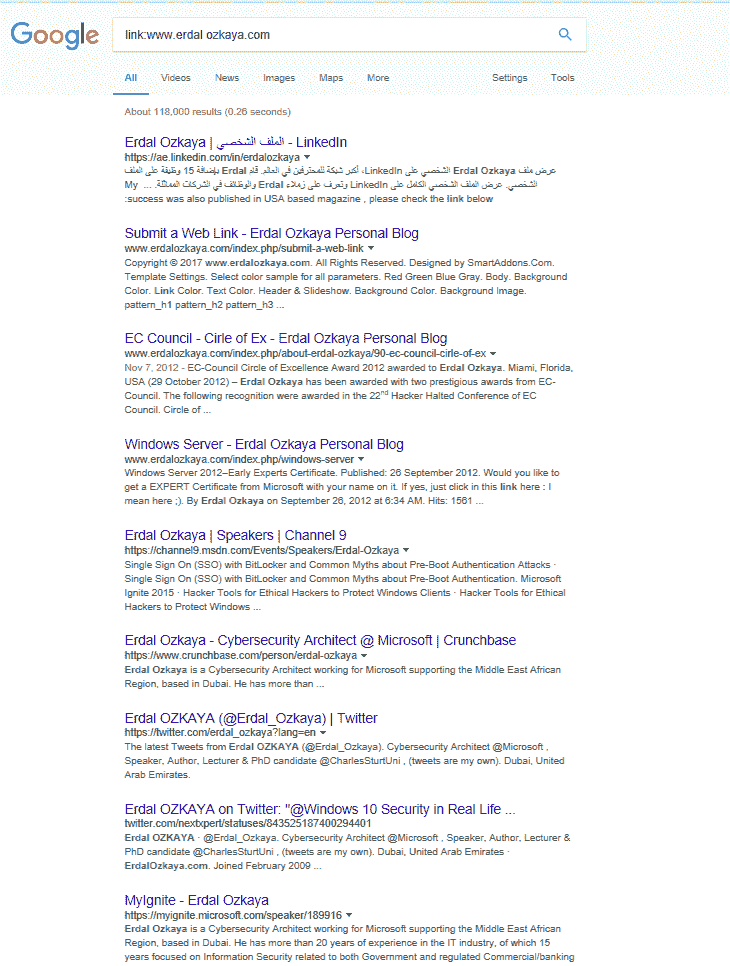 Google
link:www.erdal ozkaya.com
All Videos News Images Maps More Settings Tools
About 118,000 results (0.26 seconds)
Erdal Ozkaya | الملف الشخصي - LinkedIn
https://ae.linkedin.com/in/erdalozkaya
عرض ملف Erdal Ozkaya الشخصي على LinkedIn، أكبر شبكة للمحترفين في العالم. قام Erdal بإضافة 15 وظيفة على الملف
الشخصي. عرض الملف الشخصي الكامل على LinkedIn وتعرف على زملاء Erdal والوظائف في الشركات المماثلة. ... My
:success was also published in USA based magazine , please check the link below
Submit a Web Link - Erdal Ozkaya Personal Blog
www.erdalozkaya.com/index.php/submit-a-web-link
Copyright © 2017 www.erdalozkaya.com. All Rights Reserved. Designed by SmartAddons.Com.
Template Settings. Select color sample for all parameters. Red Green Blue Gray. Body. Background
Color. Link Color. Text Color. Header & Slideshow. Background Color. Background Image.
pattern_h1 pattern_h2 pattern_h3 ...
EC Council - Cirle of Ex - Erdal Ozkaya Personal Blog
www.erdalozkaya.com/index.php/about-erdal-ozkaya/90-ec-council-cirle-of-ex
Nov 7, 2012 - EC-Council Circle of Excellence Award 2012 awarded to Erdal Ozkaya. Miami, Florida,
USA (29 October 2012) – Erdal Ozkaya has been awarded with two prestigious awards from EC-
Council. The following recognition were awarded in the 22nd Hacker Halted Conference of EC
Council. Circle of ...
Windows Server - Erdal Ozkaya Personal Blog
www.erdalozkaya.com/index.php/windows-server
Windows Server 2012–Early Experts Certificate. Published: 26 September 2012. Would you like to
get a EXPERT Certificate from Microsoft with your name on it. If yes, just click in this link here : I
mean here ;). By Erdal Ozkaya on September 26, 2012 at 6:34 AM. Hits: 1561 ...
Erdal Ozkaya | Speakers | Channel 9
https://channel9.msdn.com/Events/Speakers/Erdal-Ozkaya
Single Sign On (SSO) with BitLocker and Common Myths about Pre-Boot Authentication Attacks ·
Single Sign On (SSO) with BitLocker and Common Myths about Pre-Boot Authentication. Microsoft
Ignite 2015 · Hacker Tools for Ethical Hackers to Protect Windows Clients · Hacker Tools for Ethical
Hackers to Protect Windows ...
Erdal Ozkaya - Cybersecurity Architect @ Microsoft | Crunchbase
https://www.crunchbase.com/person/erdal-ozkaya
Erdal Ozkaya is a Cybersecurity Architect working for Microsoft supporting the Middle East African
Region, based in Dubai. He has more than ...
Erdal OZKAYA (@Erdal_Ozkaya) | Twitter
https://twitter.com/erdal_ozkaya?lang=en
The latest Tweets from Erdal OZKAYA (@Erdal_Ozkaya). Cybersecurity Architect @Microsoft ,
Speaker, Author, Lecturer & PhD candidate @CharlesSturtUni , (tweets are my own). Dubai, United
Arab Emirates.
Erdal OZKAYA on Twitter: "@Windows 10 Security in Real Life ...
twitter.com/nextxpert/statuses/843525187400294401
Erdal OZKAYA · @Erdal_Ozkaya. Cybersecurity Architect @Microsoft , Speaker, Author, Lecturer &
PhD candidate @CharlesSturtUni , (tweets are my own). Dubai, United Arab Emirates ·
ErdalOzkaya.com. Joined February 2009 ...
MyIgnite - Erdal Ozkaya
https://myignite.microsoft.com/speaker/189916
Erdal Ozkaya is a Cybersecurity Architect working for Microsoft supporting the Middle East African
Region, based in Dubai. He has more than 20 years of experience in the IT industry, of which 15
years focused on Information Security related to both Government and regulated Commercial/banking